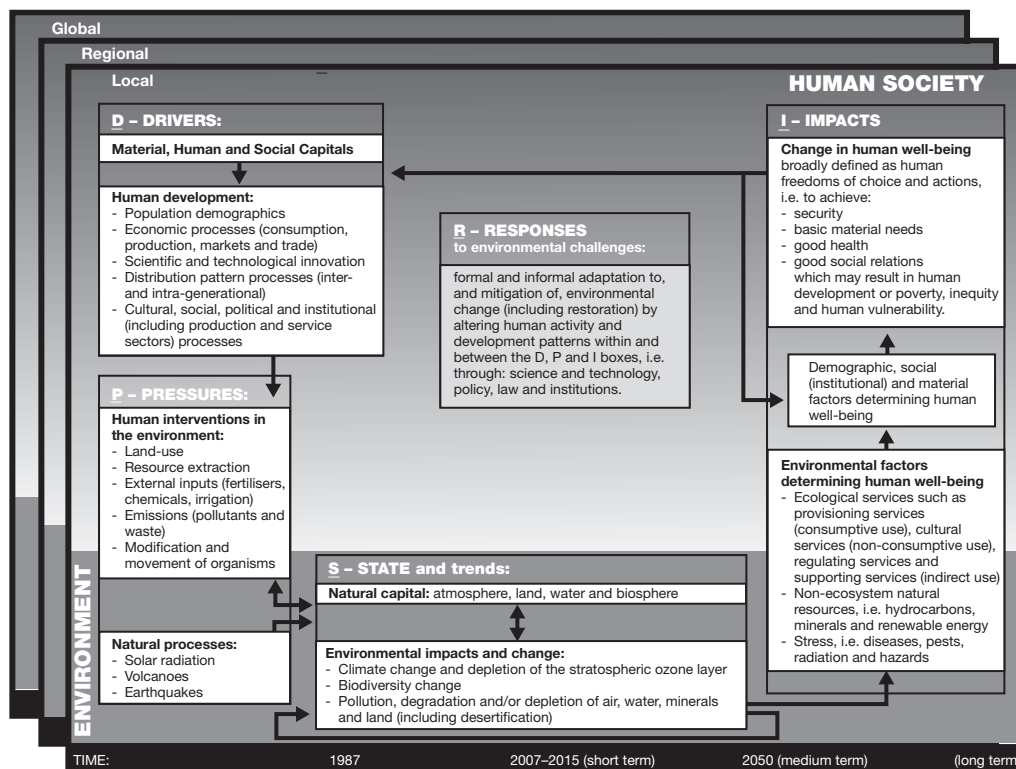 Global
Regional
Local
HUMAN SOCIETY
D – DRIVERS:
Material, Human and Social Capitals
Human development:
- Population demographics
- Economic processes (consumption,
production, markets and trade)
- Scientific and technological innovation
- Distribution pattern processes (inter-
and intra-generational)
- Cultural, social, political and institutional
(including production and service
sectors) processes
P – PRESSURES:
Human interventions in
the environment:
- Land-use
- Resource extraction
- External inputs (fertilisers,
chemicals, irrigation)
- Emissions (pollutants and
waste)
- Modification and
movement of organisms
Natural processes:
- Solar radiation
- Volcanoes
- Earthquakes
R – RESPONSES
to environmental challenges:
formal and informal adaptation to,
and mitigation of, environmental
change (including restoration) by
altering human activity and
development patterns within and
between the D, P and I boxes, i.e.
through: science and technology,
policy, law and institutions.
S – STATE and trends:
Natural capital: atmosphere, land, water and biosphere
Environmental impacts and change:
- Climate change and depletion of the stratospheric ozone layer
- Biodiversity change
- Pollution, degradation and/or depletion of air, water, minerals
and land (including desertification)
I – IMPACTS
Change in human well-being
broadly defined as human
freedoms of choice and actions,
i.e. to achieve:
- security
- basic material needs
- good health
- good social relations
which may result in human
development or poverty, inequity
and human vulnerability.
Demographic, social
(institutional) and material
factors determining human
well-being
Environmental factors
determining human well-being
- Ecological services such as
provisioning services
(consumptive use), cultural
services (non-consumptive use),
regulating services and
supporting services (indirect use)
- Non-ecosystem natural
resources, i.e. hydrocarbons,
minerals and renewable energy
- Stress, i.e. diseases, pests,
radiation and hazards
ENVIRONMENT
TIME: 1987 2007–2015 (short term) 2050 (medium term) (long term